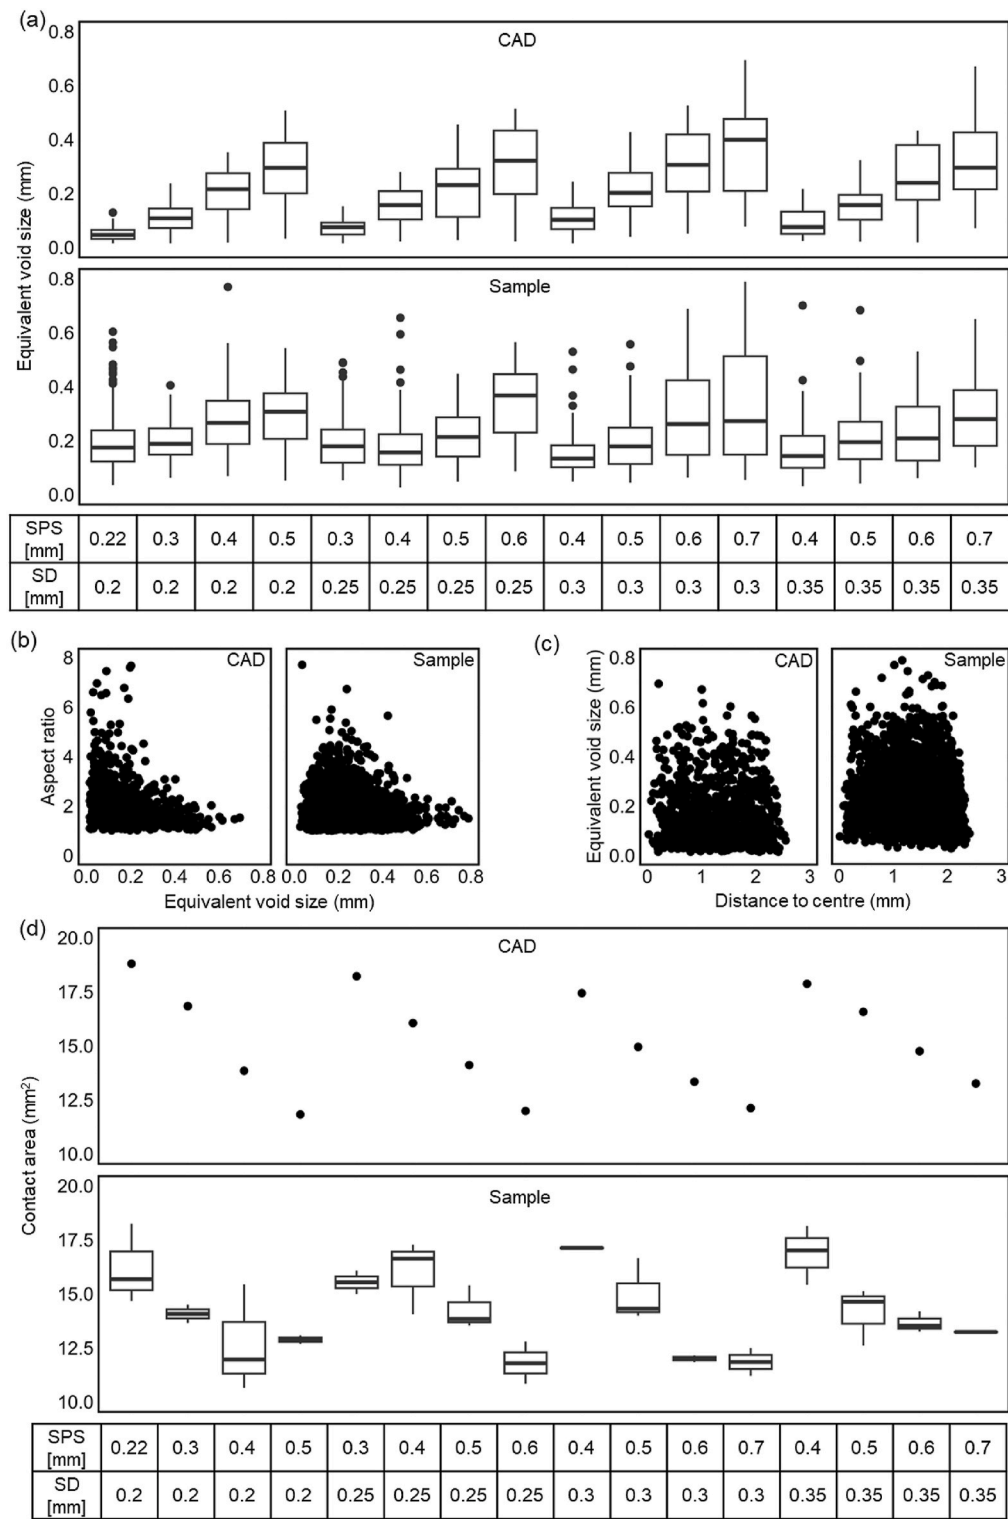 (a)
CAD
0.8
0.6
0.4
0.2
0.0
Equivalent void size (mm)
Sample
0.8
0.6
0.4
0.2
0.0
SPS [mm] 0.22 0.3 0.4 0.5 0.3 0.4 0.5 0.6 0.4 0.5 0.6 0.7 0.4 0.5 0.6 0.7
SD [mm] 0.2 0.2 0.2 0.2 0.25 0.25 0.25 0.25 0.3 0.3 0.3 0.3 0.35 0.35 0.35 0.35
(b)
CAD Sample
8
6
4
2
0
Aspect ratio
0.0 0.2 0.4 0.6 0.8 0.0 0.2 0.4 0.6 0.8
Equivalent void size (mm)
(c)
CAD Sample
0.8
0.6
0.4
0.2
0.0
Equivalent void size (mm)
0 1 2 3 0 1 2 3
Distance to centre (mm)
(d)
CAD
20.0
17.5
15.0
12.5
10.0
Contact area (mm²)
Sample
20.0
17.5
15.0
12.5
10.0
SPS [mm] 0.22 0.3 0.4 0.5 0.3 0.4 0.5 0.6 0.4 0.5 0.6 0.7 0.4 0.5 0.6 0.7
SD [mm] 0.2 0.2 0.2 0.2 0.25 0.25 0.25 0.25 0.3 0.3 0.3 0.3 0.35 0.35 0.35 0.35